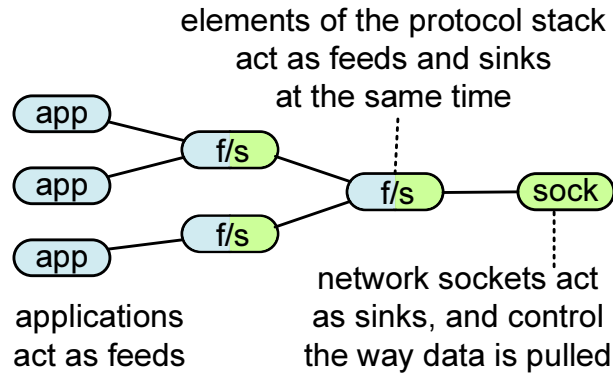 elements of the protocol stack
act as feeds and sinks
at the same time
app
f/s
app
f/s
sock
f/s
app
applications
act as feeds
network sockets act
as sinks, and control
the way data is pulled